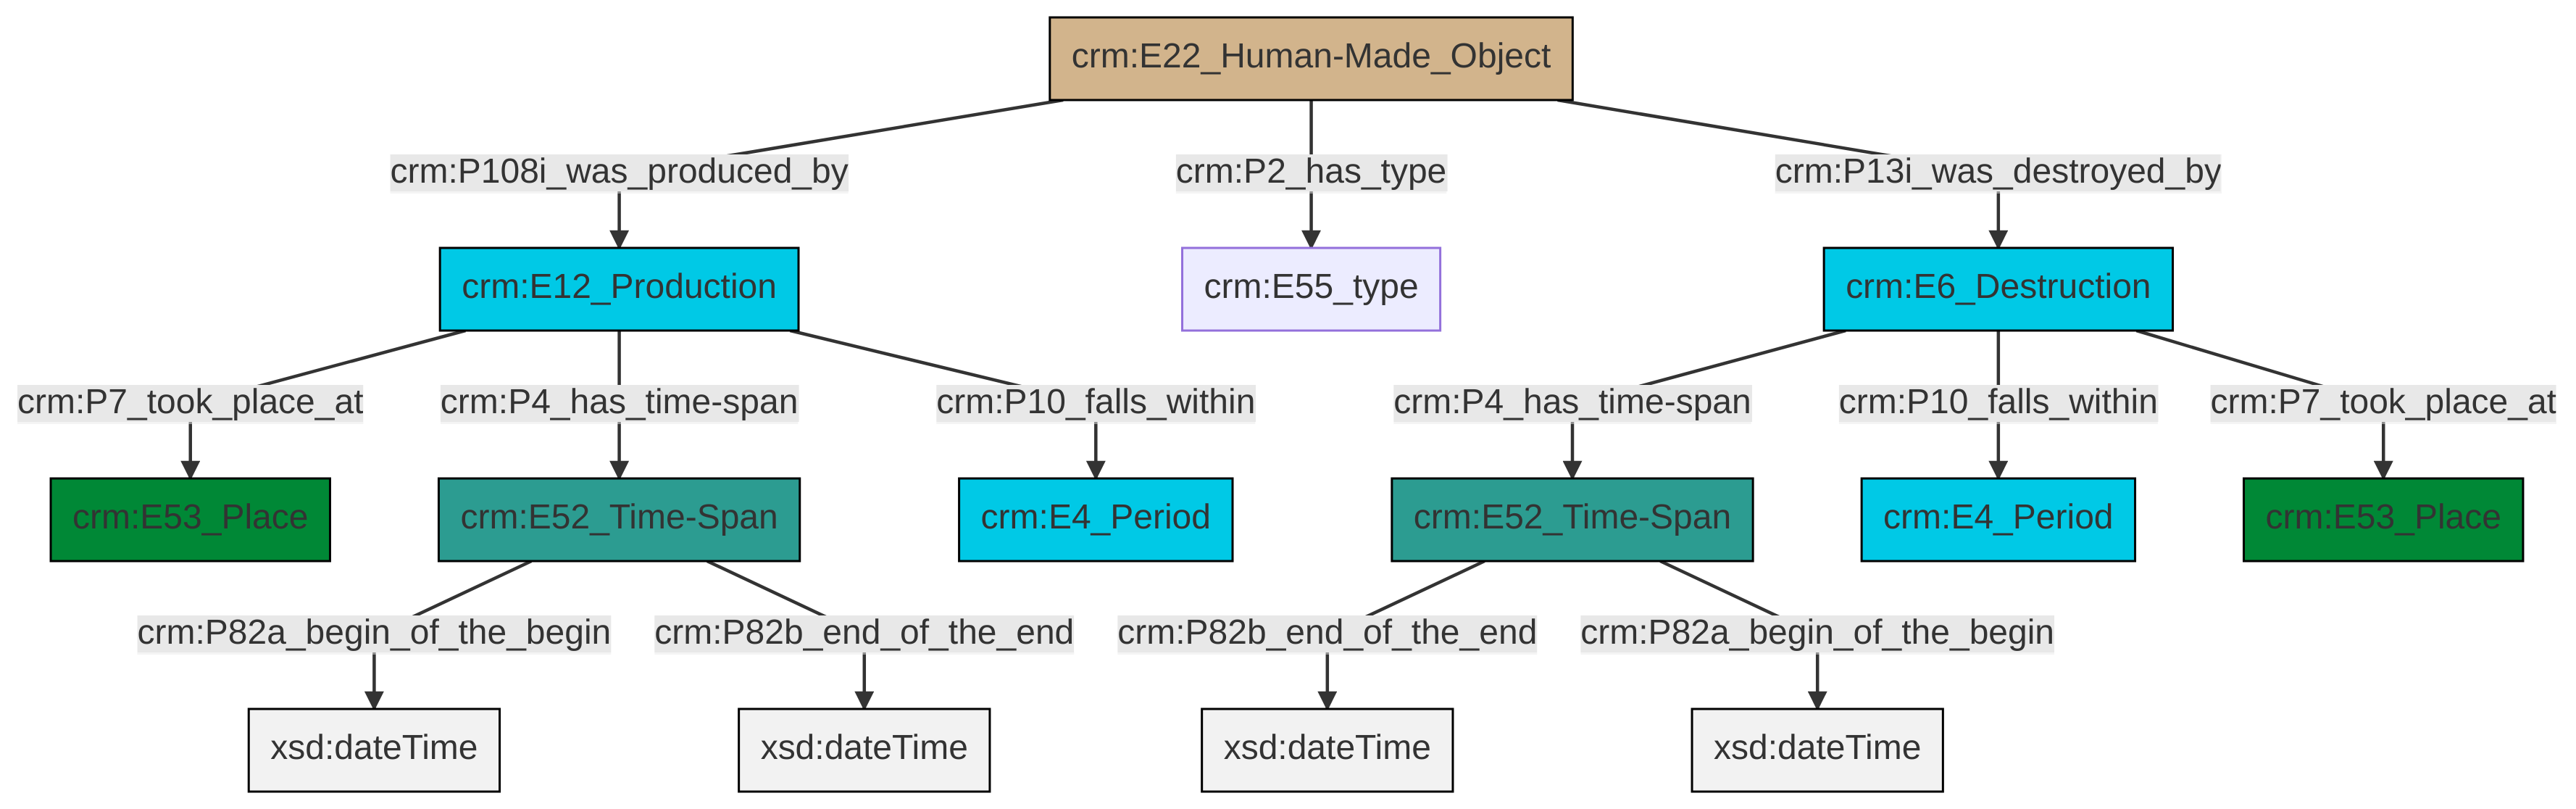 crm:E22_Human-Made_Object
crm:P108i_was_produced_by
crm:P2_has_type
crm:P13i_was_destroyed_by
crm:E12_Production
crm:E55_type
crm:E6_Destruction
crm:P7_took_place_at
crm:P4_has_time-span
crm:P10_falls_within
crm:P4_has_time-span
crm:P10_falls_within
crm:P7_took_place_at
crm:E53_Place
crm:E52_Time-Span
crm:E4_Period
crm:E52_Time-Span
crm:E4_Period
crm:E53_Place
crm:P82a_begin_of_the_begin
crm:P82b_end_of_the_end
crm:P82b_end_of_the_end
crm:P82a_begin_of_the_begin
xsd:dateTime
xsd:dateTime
xsd:dateTime
xsd:dateTime